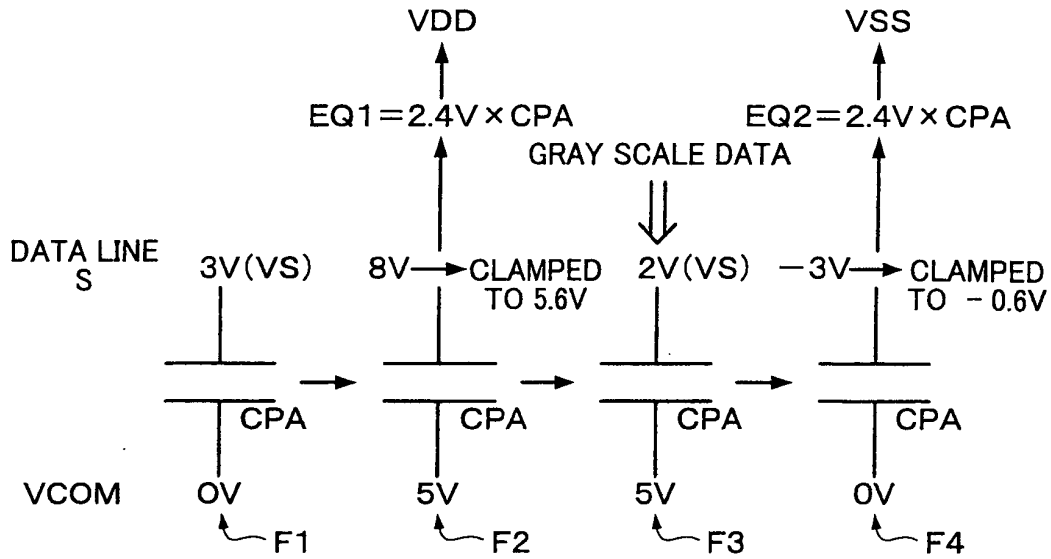 VDD VSS
EQ1=2.4V×CPA EQ2=2.4V×CPA
GRAY SCALE DATA
DATA LINE
S
3V(VS) 8V CLAMPED
TO 5.6V
2V(VS) −3V CLAMPED
TO - 0.6V
CPA CPA CPA CPA
VCOM 0V 5V 5V 0V
F1 F2 F3 F4